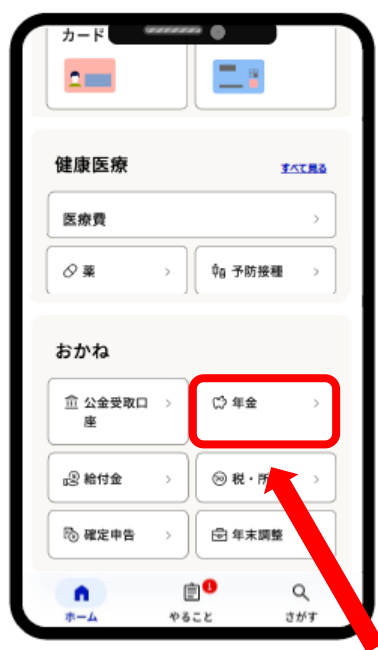 カード
健康医療
すべて見る
医療費
薬
予防接種
おかね
公金受取口
座
年金
給付金
税・所
確定申告
年末調整
1
ホーム
やること
さがす